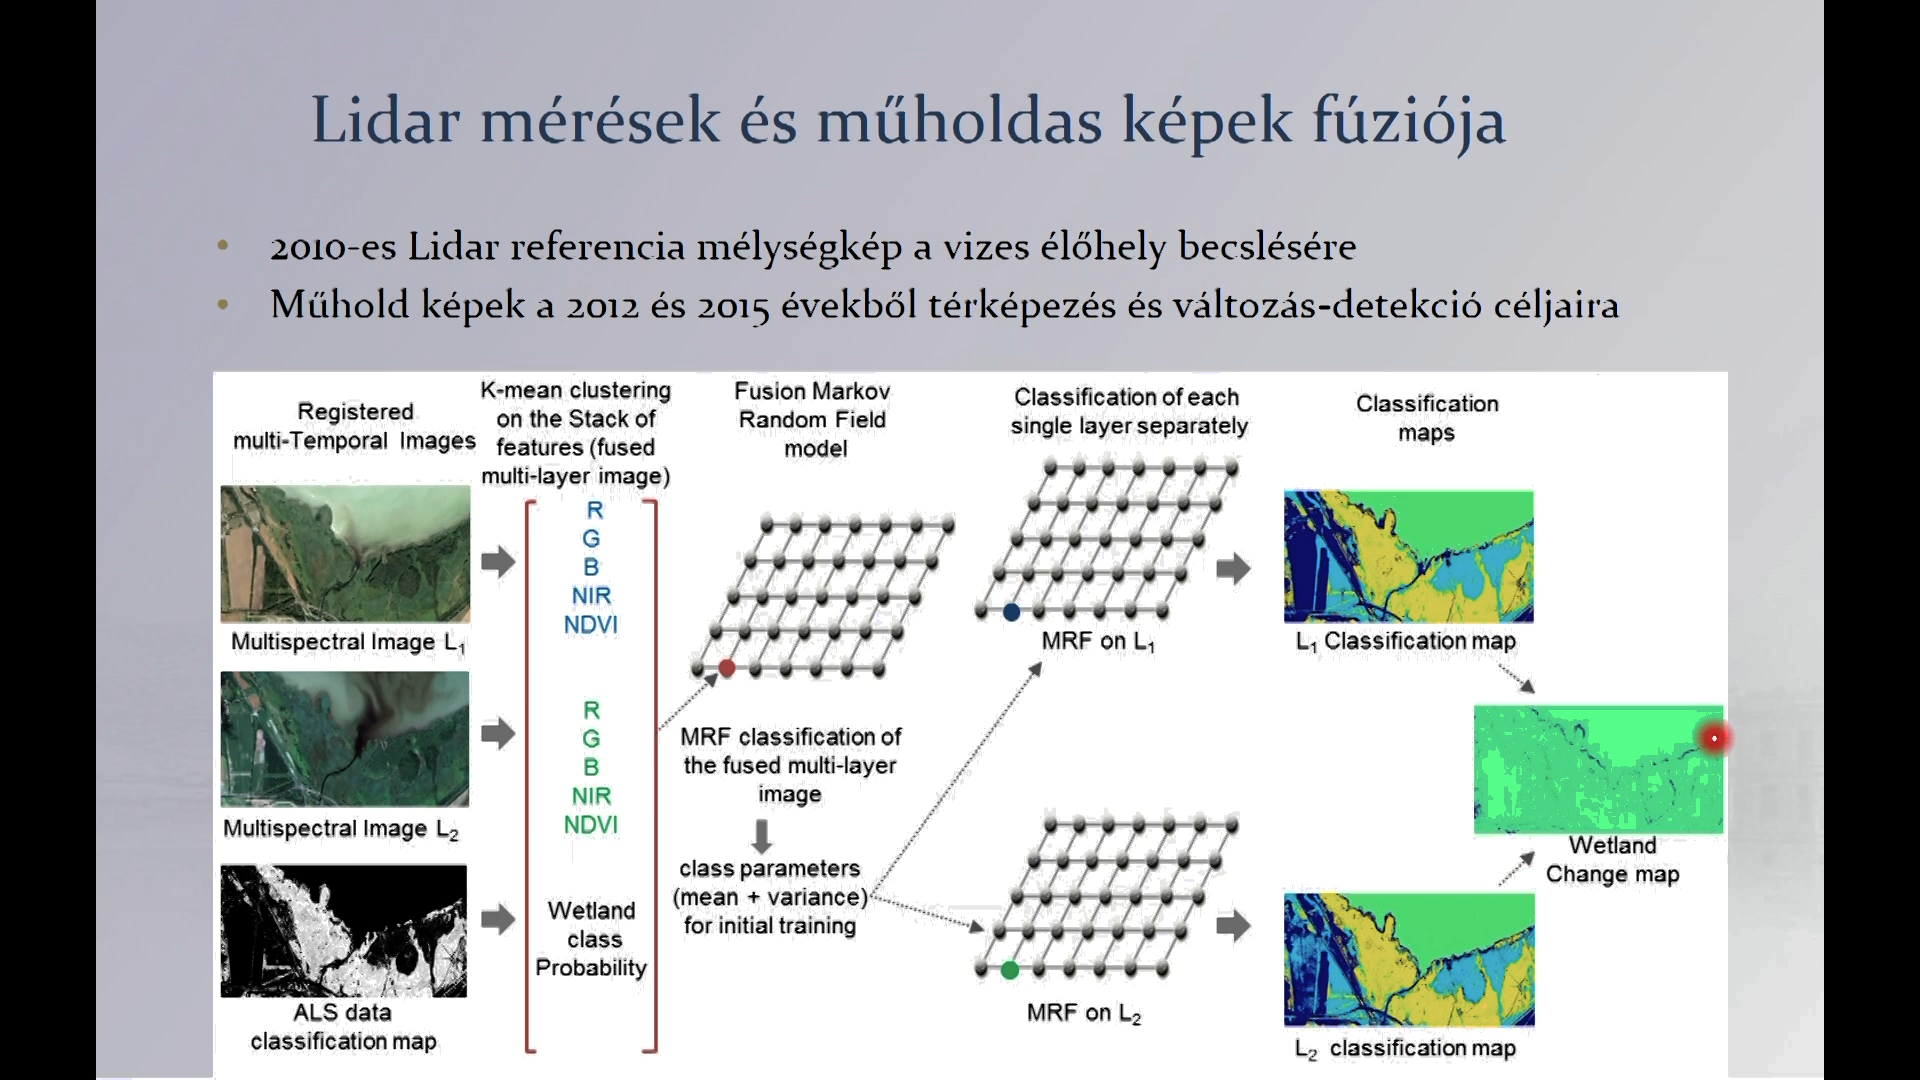 Lidar mérések és műholdas képek fúziója
• 2010-es Lidar referencia mélységkép a vizes élőhely becslésére
• Műhold képek a 2012 és 2015 évekből térképezés és változás-detekció céljaira
Registered
multi-Temporal Images
Multispectral Image L₁
Multispectral Image L₂
ALS data
classification map
K-mean clustering
on the Stack of
features (fused
multi-layer image)
R
G
B
NIR
NDVI
R
G
B
NIR
NDVI
Wetland
class
Probability
Fusion Markov
Random Field
model
MRF classification of
the fused multi-layer
image
class parameters
(mean + variance)
for initial training
Classification of each
single layer separately
MRF on L₁
MRF on L₂
Classification
maps
L₁ Classification map
Wetland
Change map
L₂ classification map